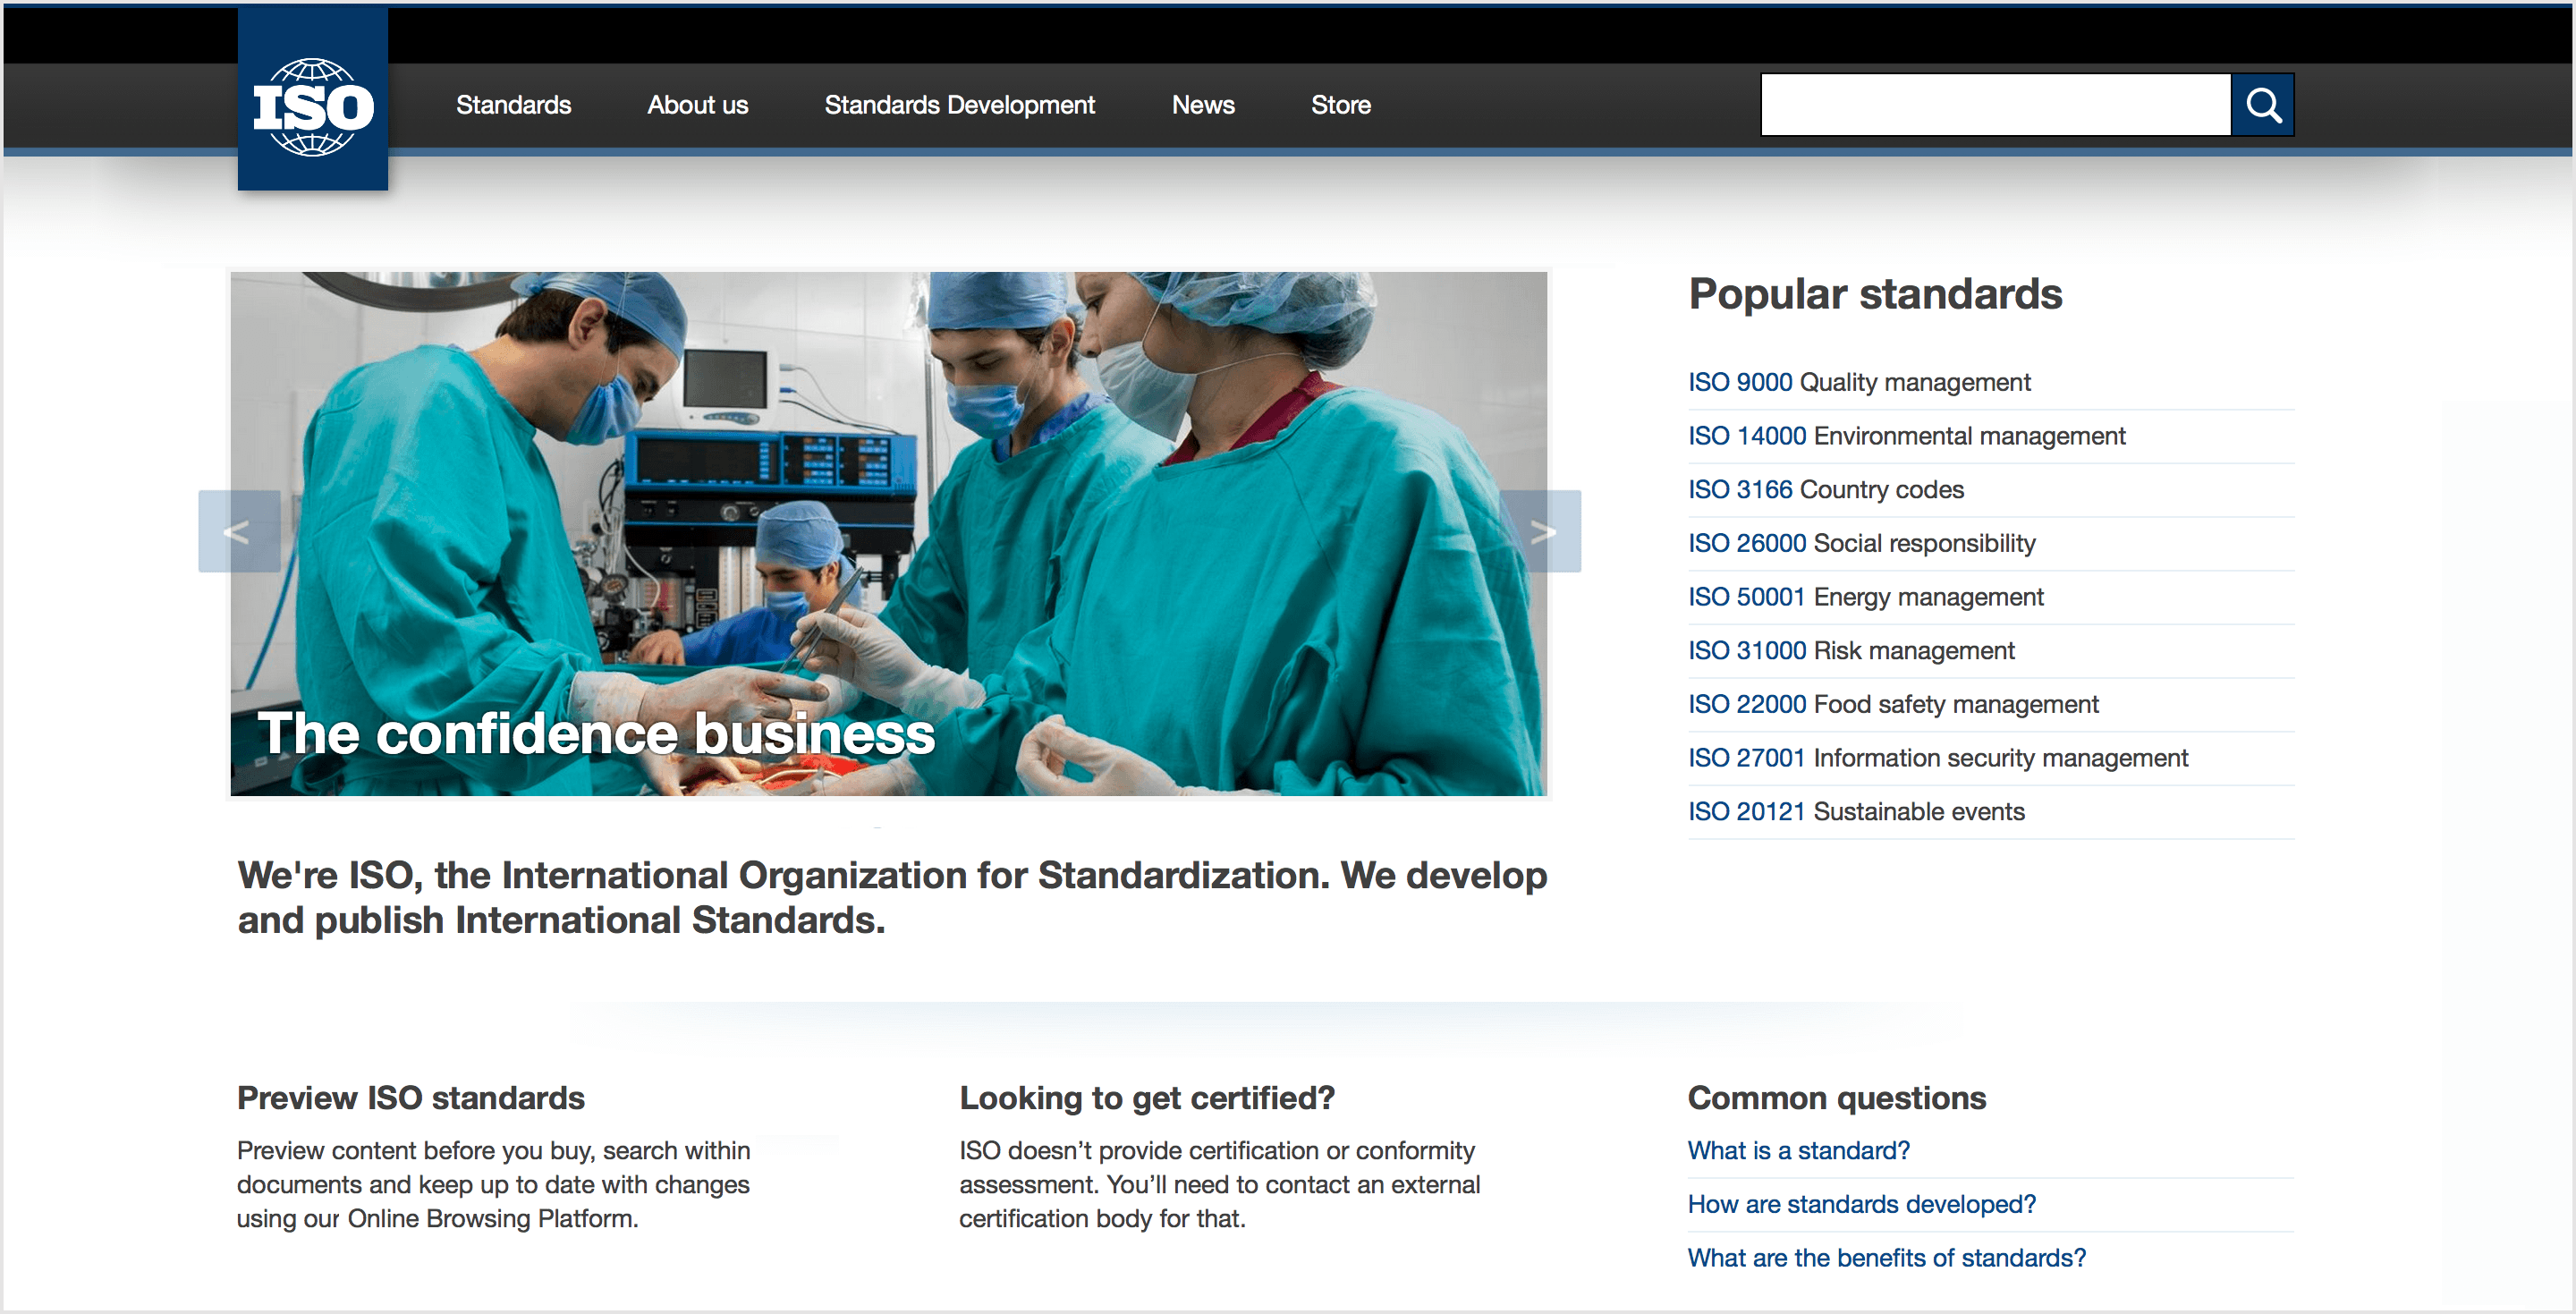 ISO
Standards
About us
Standards Development
News
Store
<
>
The confidence business
We're ISO, the International Organization for Standardization. We develop
and publish International Standards.
Popular standards
ISO 9000 Quality management
ISO 14000 Environmental management
ISO 3166 Country codes
ISO 26000 Social responsibility
ISO 50001 Energy management
ISO 31000 Risk management
ISO 22000 Food safety management
ISO 27001 Information security management
ISO 20121 Sustainable events
Preview ISO standards
Preview content before you buy, search within
documents and keep up to date with changes
using our Online Browsing Platform.
Looking to get certified?
ISO doesn’t provide certification or conformity
assessment. You’ll need to contact an external
certification body for that.
Common questions
What is a standard?
How are standards developed?
What are the benefits of standards?